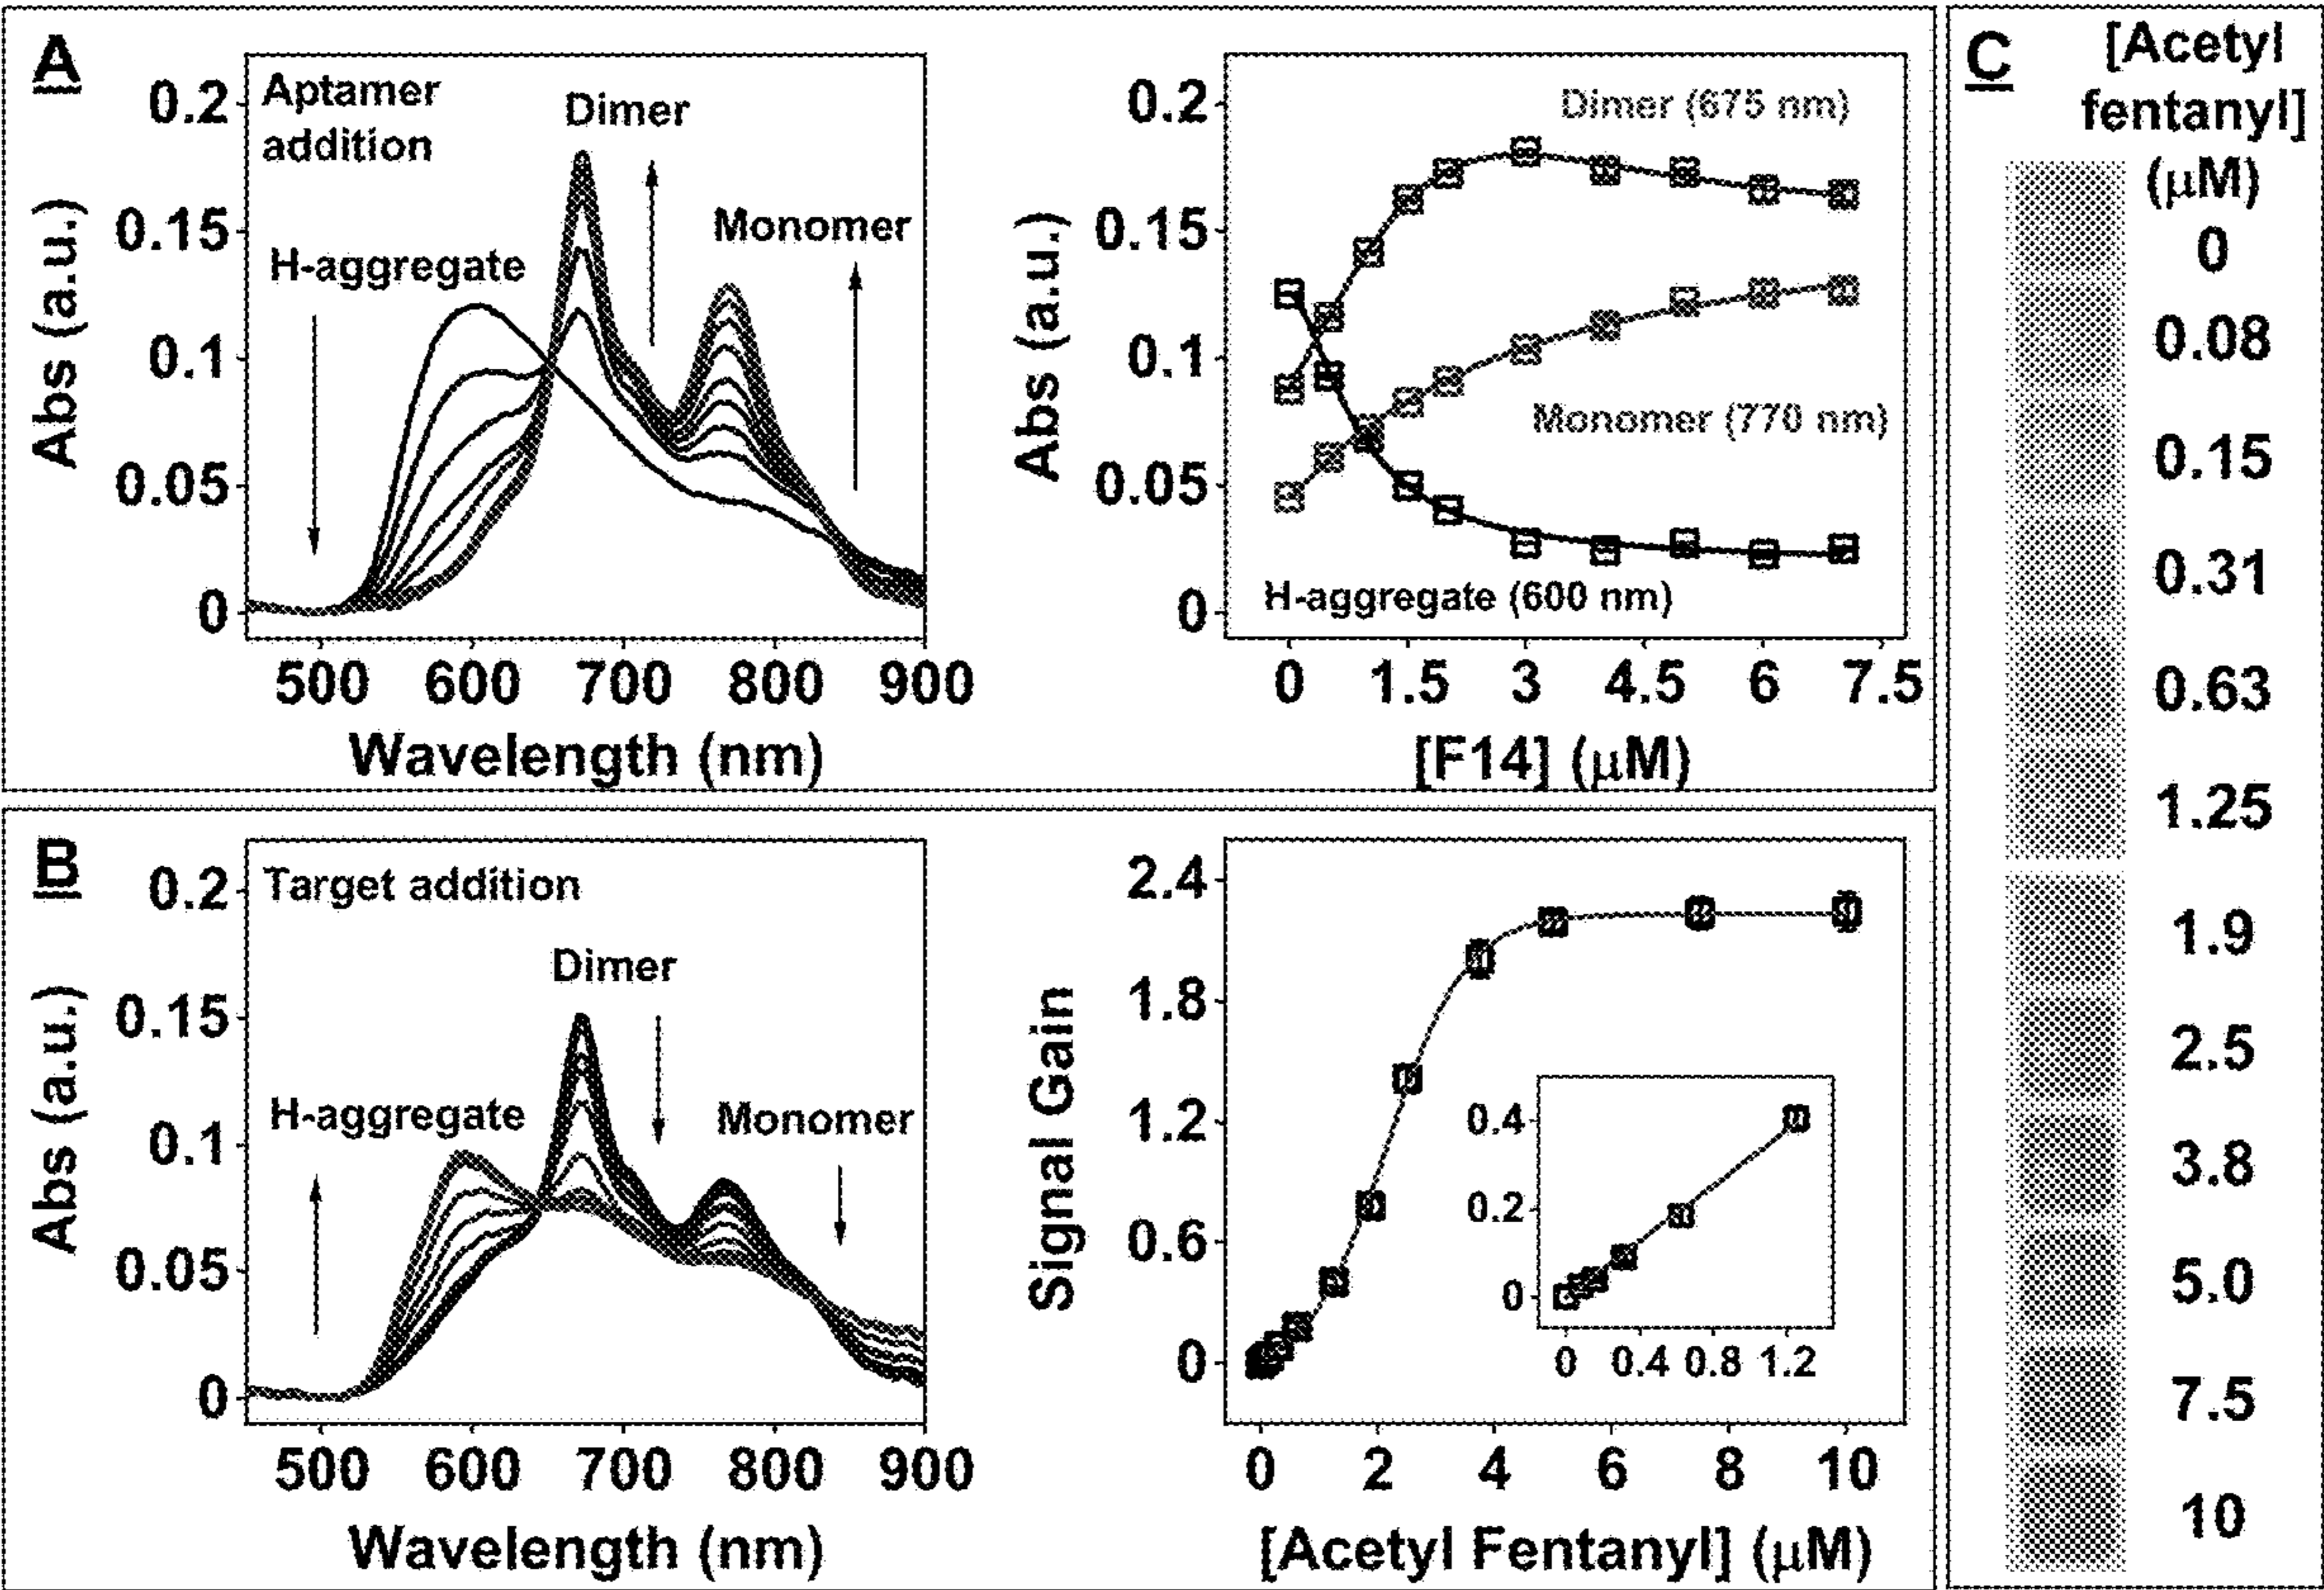 A
Aptamer
addition
Dimer
Monomer
H-aggregate
0.2
0.15
0.1
0.05
0
Abs (a.u.)
500 600 700 800 900
Wavelength (nm)
Dimer (675 nm)
Monomer (770 nm)
H-aggregate (600 nm)
0.2
0.15
0.1
0.05
0
Abs (a.u.)
0 1.5 3 4.5 6 7.5
[F14] (μM)
B
Target addition
Dimer
H-aggregate
Monomer
0.2
0.15
0.1
0.05
0
Abs (a.u.)
500 600 700 800 900
Wavelength (nm)
2.4
1.8
1.2
0.6
0
Signal Gain
0.4
0.2
0
0 0.4 0.8 1.2
0 2 4 6 8 10
[Acetyl Fentanyl] (μM)
C
[Acetyl
fentanyl]
(μM)
0
0.08
0.15
0.31
0.63
1.25
1.9
2.5
3.8
5.0
7.5
10